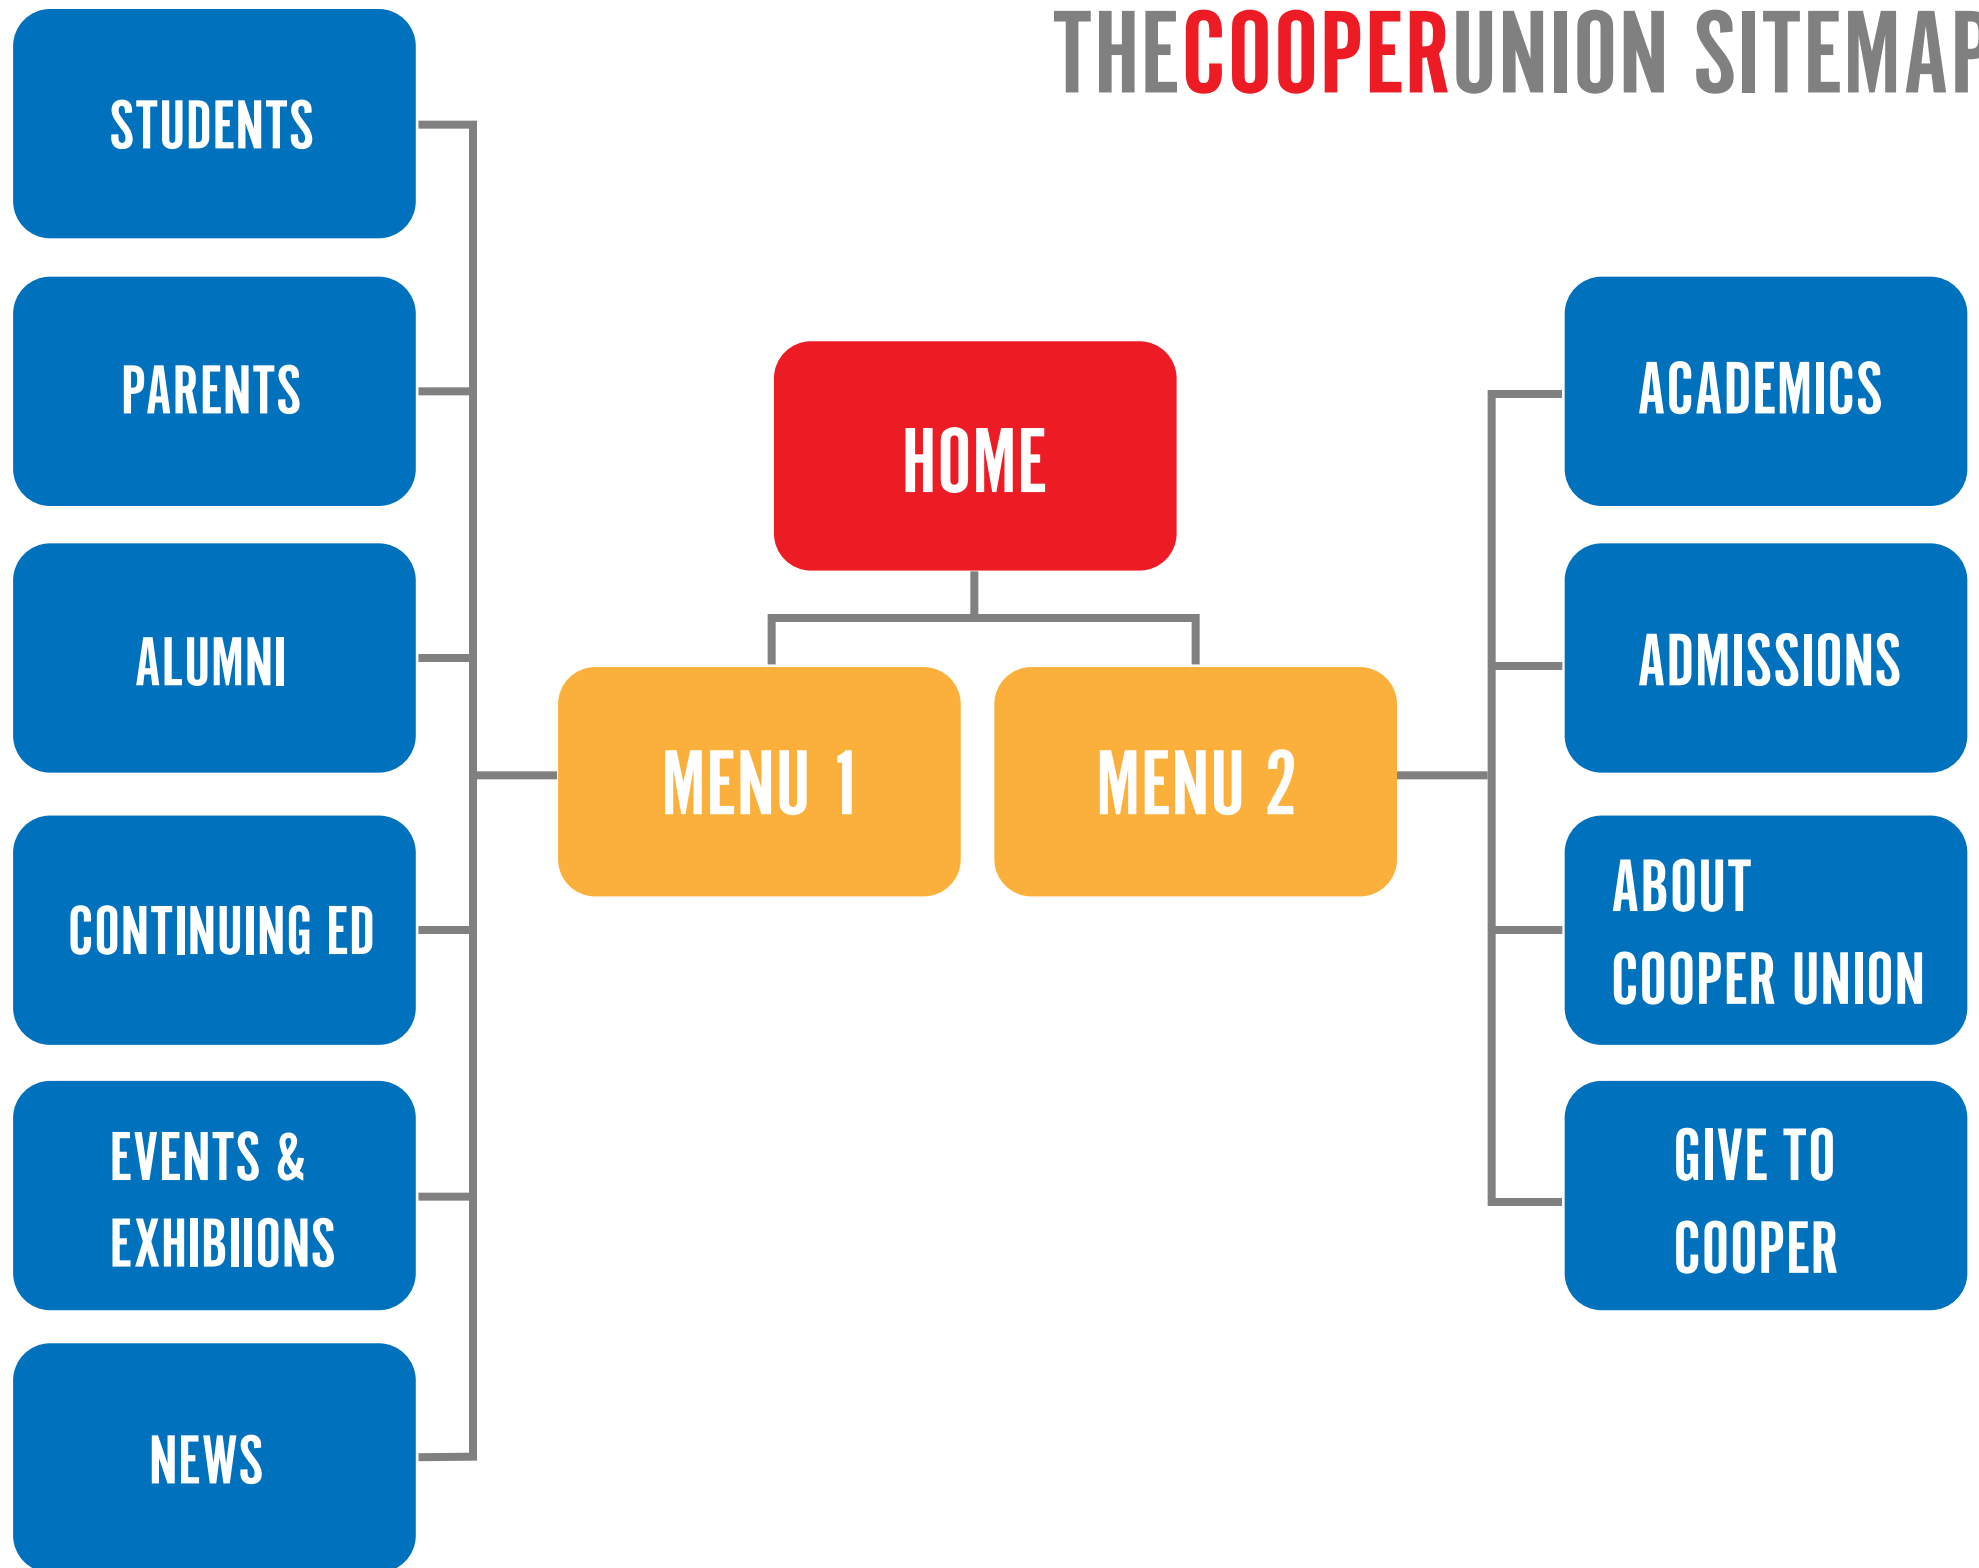 THECOOPERUNION SITEMAP
STUDENTS
PARENTS
ALUMNI
CONTINUING ED
EVENTS &
EXHIBIIONS
NEWS
HOME
MENU 1
MENU 2
ACADEMICS
ADMISSIONS
ABOUT
COOPER UNION
GIVE TO
COOPER